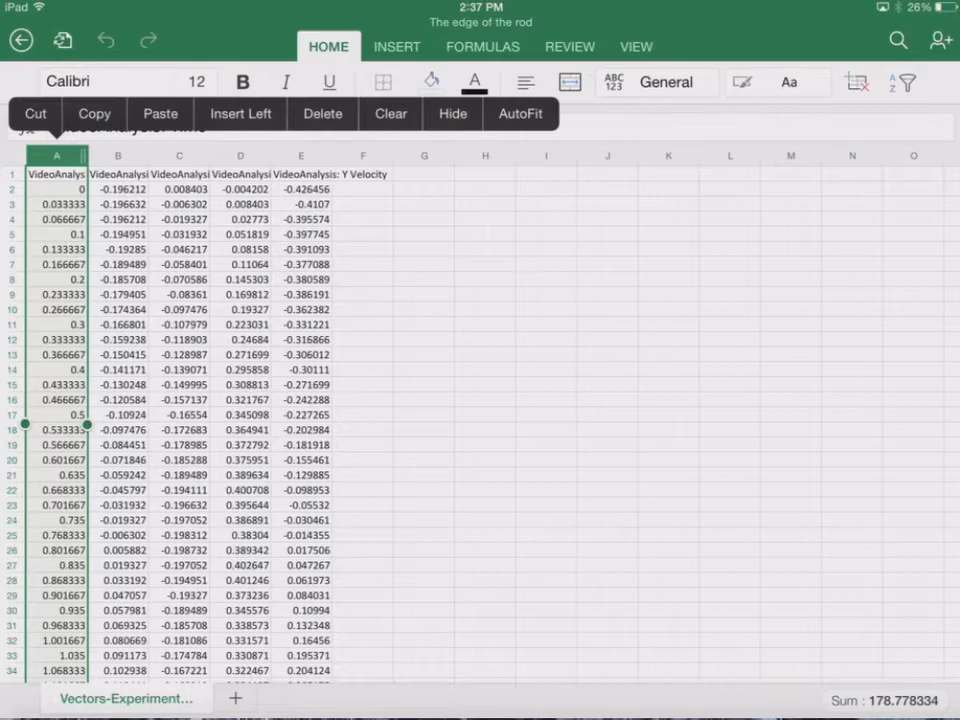 iPad 2:37 PM 26%
The edge of the rod
HOME INSERT FORMULAS REVIEW VIEW
Calibri 12 B I U A ABC 123 General Aa A Z
Cut Copy Paste Insert Left Delete Clear Hide AutoFit
A B C D E F G H I J K L M N O
1 VideoAnalys VideoAnalysi VideoAnalysi VideoAnalysi VideoAnalysis: Y Velocity
2 0 -0.196212 0.008403 -0.004202 -0.426456
3 0.033333 -0.196632 -0.006302 0.008403 -0.4107
4 0.066667 -0.196212 -0.019327 0.02773 -0.395574
5 0.1 -0.194951 -0.031932 0.051819 -0.397745
6 0.133333 -0.19285 -0.046217 0.08158 -0.391093
7 0.166667 -0.189489 -0.058401 0.11064 -0.377088
8 0.2 -0.185708 -0.070586 0.145303 -0.380589
9 0.233333 -0.179405 -0.08361 0.169812 -0.386191
10 0.266667 -0.174364 -0.097476 0.19327 -0.362382
11 0.3 -0.166801 -0.107979 0.223031 -0.331221
12 0.333333 -0.159238 -0.118903 0.24684 -0.316866
13 0.366667 -0.150415 -0.128987 0.271699 -0.306012
14 0.4 -0.141171 -0.139071 0.295858 -0.30111
15 0.433333 -0.130248 -0.149995 0.308813 -0.271699
16 0.466667 -0.120584 -0.157137 0.321767 -0.242288
17 0.5 -0.10924 -0.16554 0.345098 -0.227265
18 0.533333 -0.097476 -0.172683 0.364941 -0.202984
19 0.566667 -0.084451 -0.178985 0.372792 -0.181918
20 0.601667 -0.071846 -0.185288 0.375951 -0.155461
21 0.635 -0.059242 -0.189489 0.389634 -0.129885
22 0.668333 -0.045797 -0.194111 0.400708 -0.098953
23 0.701667 -0.031932 -0.196632 0.395644 -0.05532
24 0.735 -0.019327 -0.197052 0.386891 -0.030461
25 0.768333 -0.006302 -0.198312 0.38304 -0.014355
26 0.801667 0.005882 -0.198732 0.389342 0.017506
27 0.835 0.019327 -0.197052 0.402647 0.047267
28 0.868333 0.033192 -0.194951 0.401246 0.061973
29 0.901667 0.047057 -0.19327 0.373236 0.084031
30 0.935 0.057981 -0.189489 0.345576 0.10994
31 0.968333 0.069325 -0.185708 0.338573 0.132348
32 1.001667 0.080669 -0.181086 0.331571 0.16456
33 1.035 0.091173 -0.174784 0.330871 0.195371
34 1.068333 0.102938 -0.167221 0.322467 0.204124
Vectors-Experiment... + Sum : 178.778334